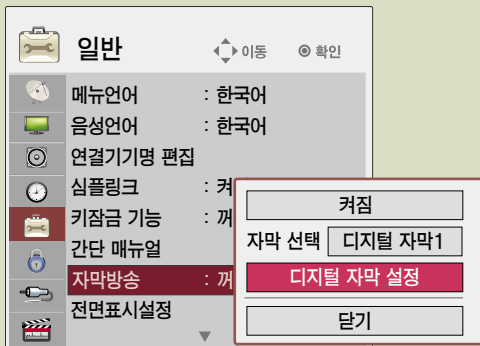 일반 이동 확인
메뉴언어 : 한국어
음성언어 : 한국어
연결기기명 편집
심플링크 : 켜
키잠금 기능 : 꺼
간단 매뉴얼
자막방송 : 꺼
전면표시설정
켜짐
자막 선택 디지털 자막1
디지털 자막 설정
닫기